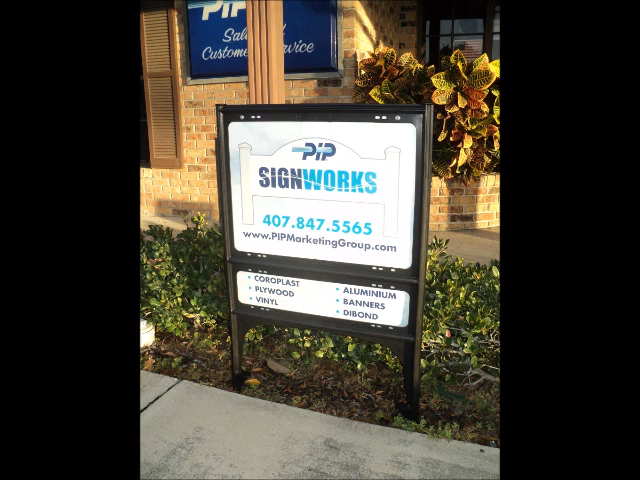 PIP
Sales
Customer Service
PIP
SIGNWORKS
407.847.5565
www.PIPMarketingGroup.com
• COROPLAST
• PLYWOOD
• VINYL
• ALUMINIUM
• BANNERS
• DIBOND